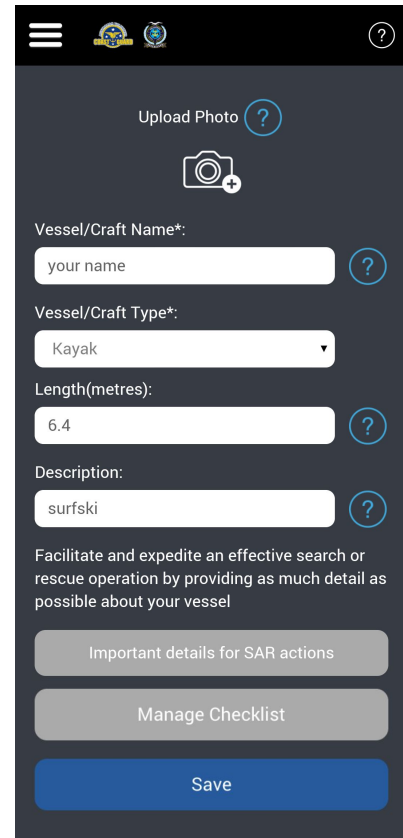 ?
Upload Photo ?
Vessel/Craft Name*:
your name ?
Vessel/Craft Type*:
Kayak
Length(metres):
6.4 ?
Description:
surfski ?
Facilitate and expedite an effective search or
rescue operation by providing as much detail as
possible about your vessel
Important details for SAR actions
Manage Checklist
Save